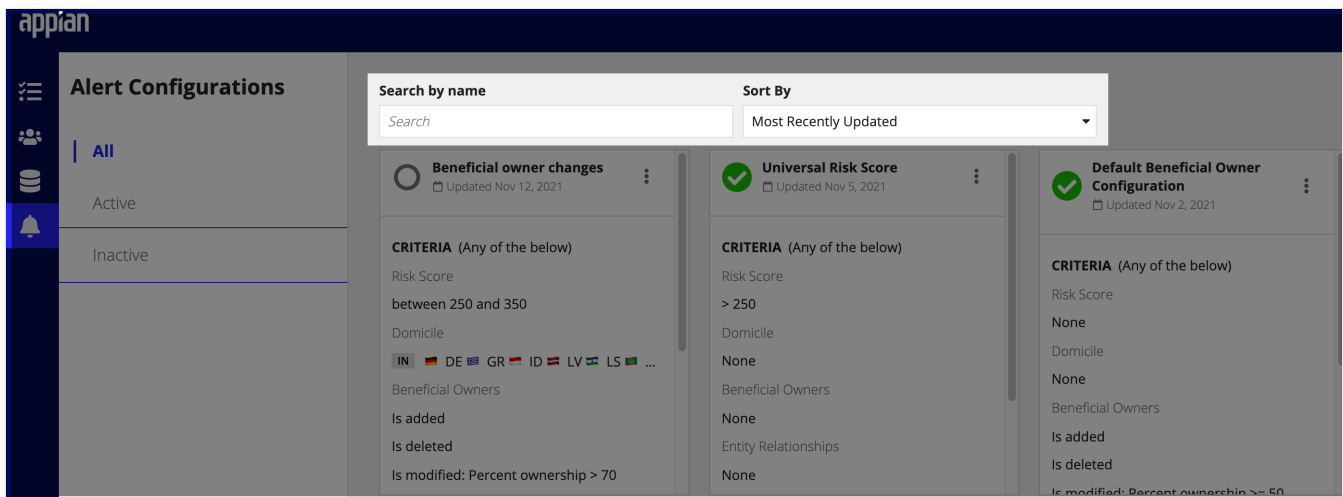 appian
Alert Configurations
All
Active
Inactive
Search by name
Search
Sort By
Most Recently Updated
Beneficial owner changes
Updated Nov 12, 2021
CRITERIA (Any of the below)
Risk Score
between 250 and 350
Domicile
IN DE GR ID LV LS ...
Beneficial Owners
Is added
Is deleted
Is modified: Percent ownership > 70
Universal Risk Score
Updated Nov 5, 2021
CRITERIA (Any of the below)
Risk Score
> 250
Domicile
None
Beneficial Owners
None
Entity Relationships
None
Default Beneficial Owner
Configuration
Updated Nov 2, 2021
CRITERIA (Any of the below)
Risk Score
None
Domicile
None
Beneficial Owners
Is added
Is deleted
Is modified: Percent ownership >= 50